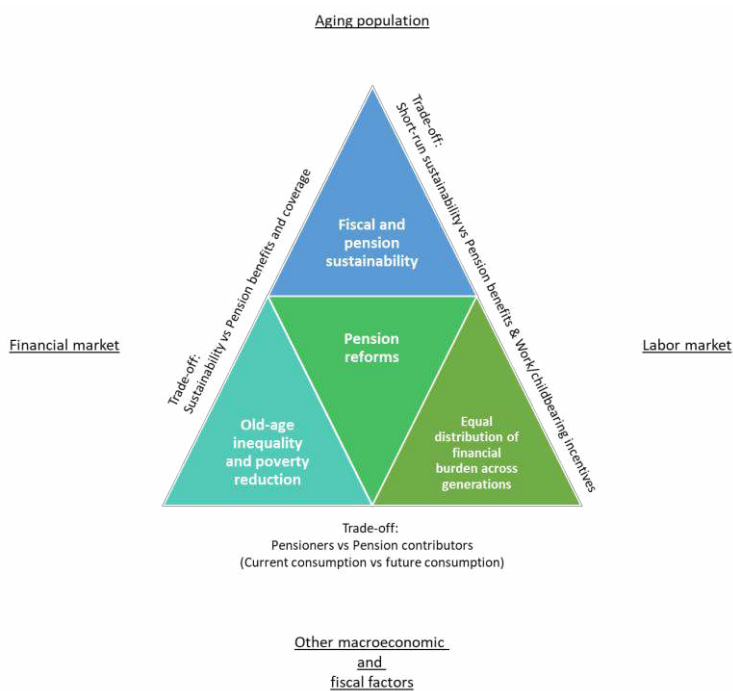 Aging population
Trade-off:
Short-run sustainability vs Pension benefits & Work/childbearing incentives
Trade-off:
Sustainability vs Pension benefits and coverage
Fiscal and
pension
sustainability
Financial market
Pension
reforms
Labor market
Old-age
inequality
and poverty
reduction
Equal
distribution of
financial
burden across
generations
Trade-off:
Pensioners vs Pension contributors
(Current consumption vs future consumption)
Other macroeconomic
and
fiscal factors